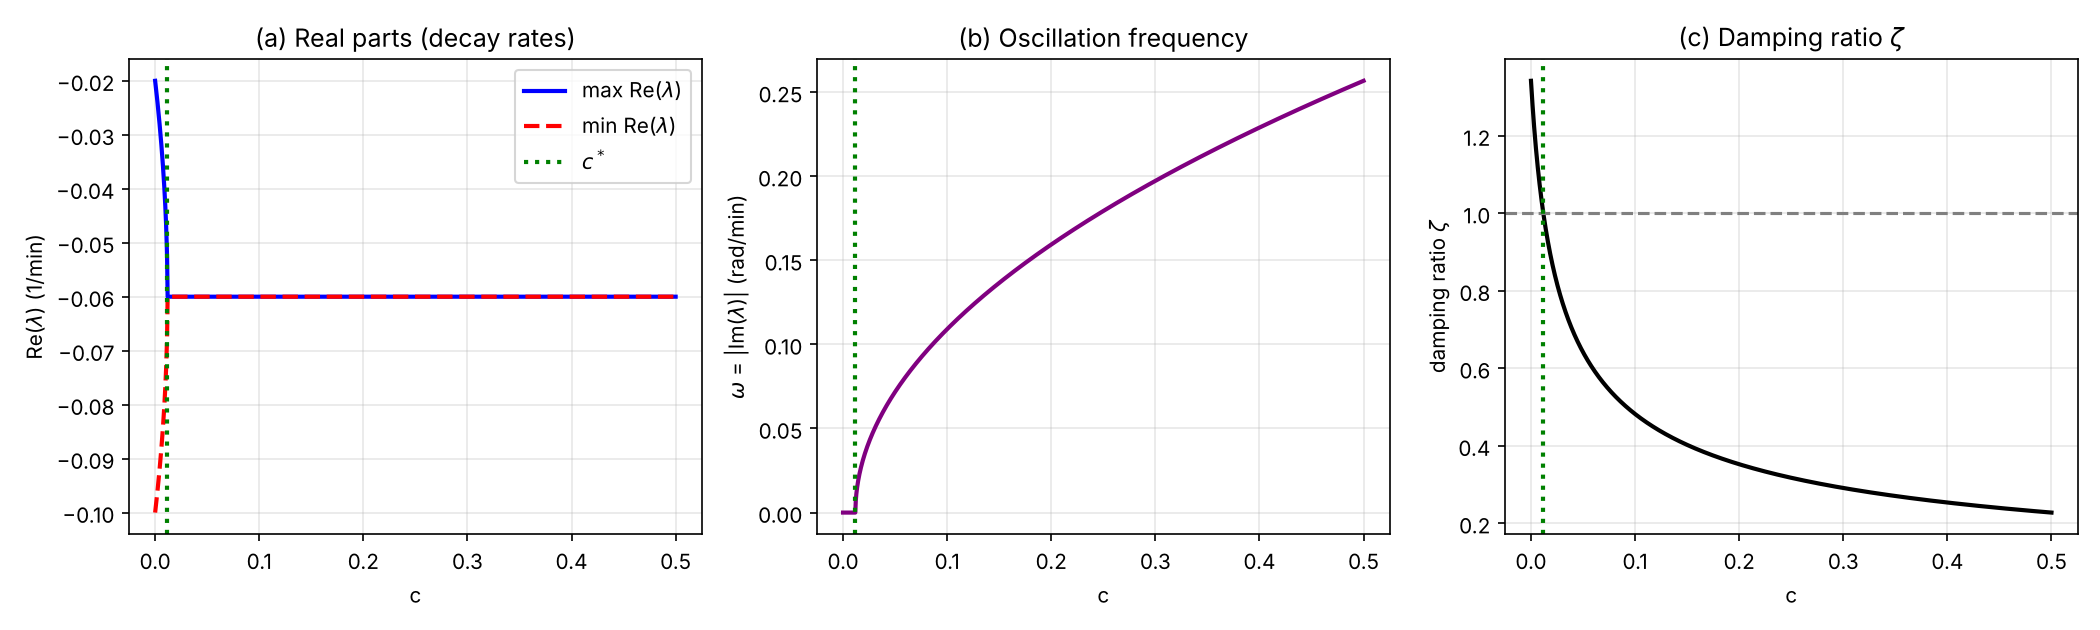 (a) Real parts (decay rates)
Re(λ) (1/min)
−0.02
−0.03
−0.04
−0.05
−0.06
−0.07
−0.08
−0.09
−0.10
max Re(λ)
min Re(λ)
c*
0.0 0.1 0.2 0.3 0.4 0.5
c
(b) Oscillation frequency
ω = |Im(λ)| (rad/min)
0.25
0.20
0.15
0.10
0.05
0.00
0.0 0.1 0.2 0.3 0.4 0.5
c
(c) Damping ratio ζ
damping ratio ζ
1.2
1.0
0.8
0.6
0.4
0.2
0.0 0.1 0.2 0.3 0.4 0.5
c